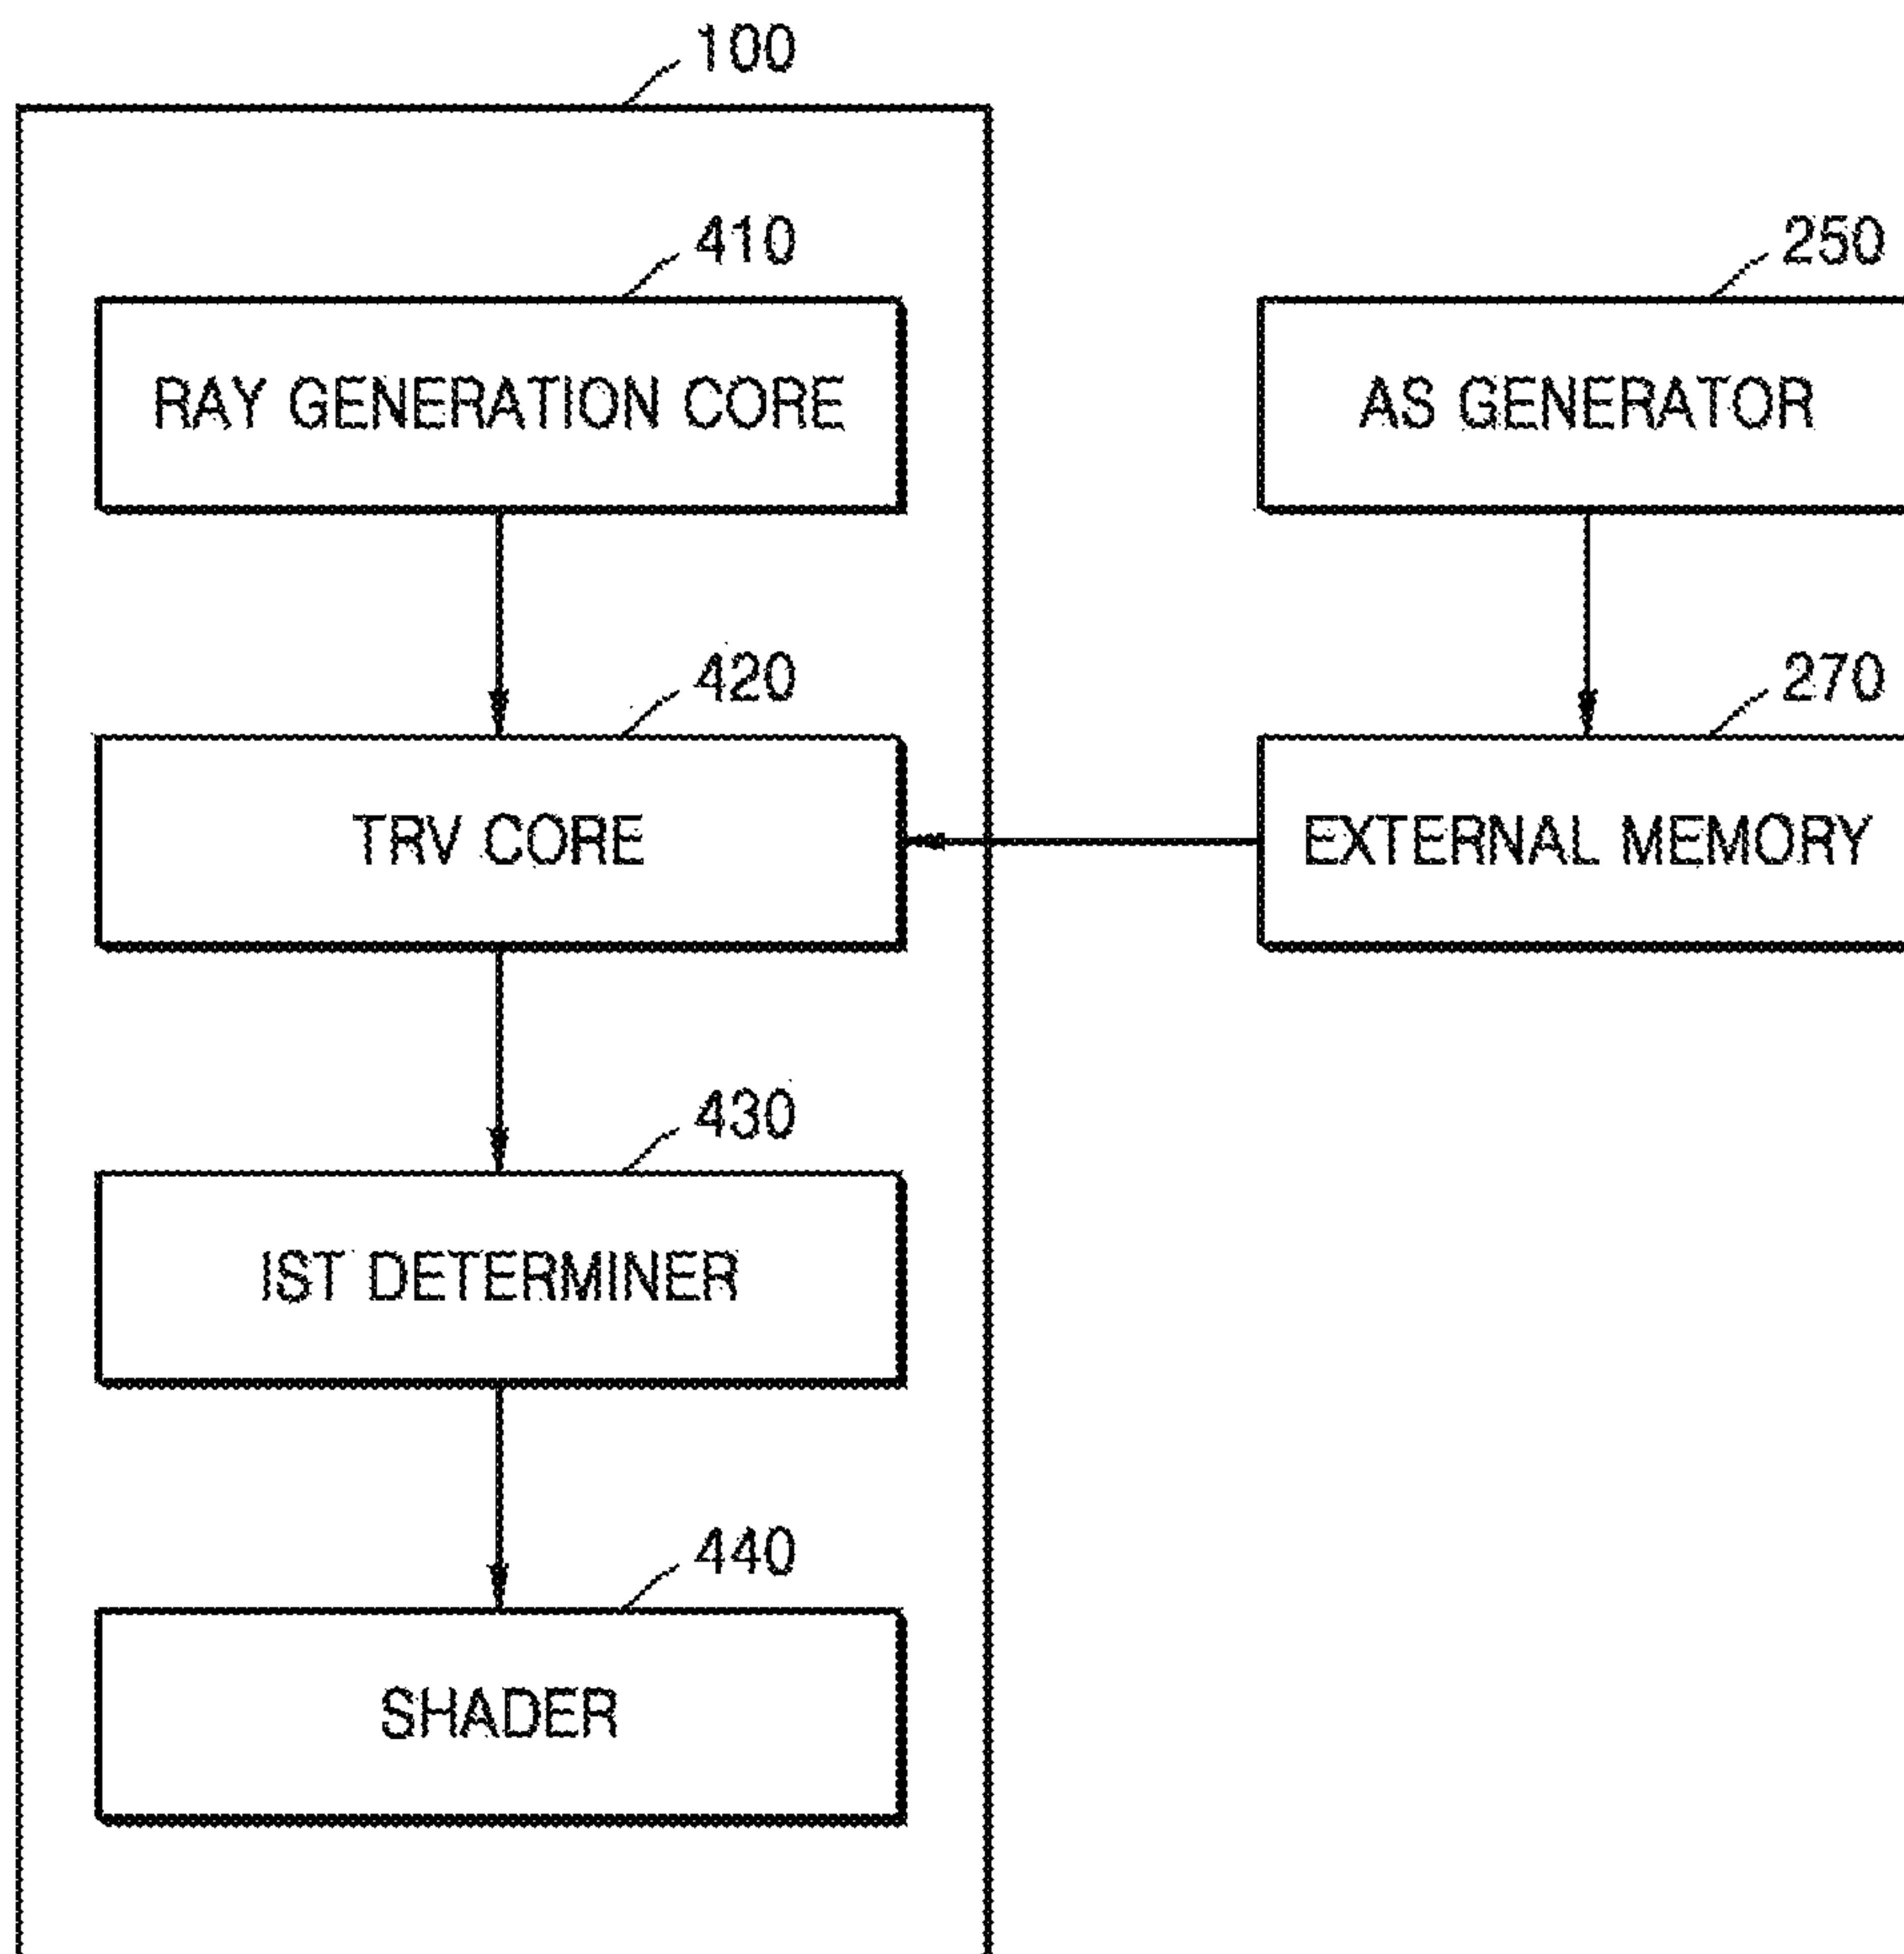 100
410
RAY GENERATION CORE
250
AS GENERATOR
420
TRV CORE
270
EXTERNAL MEMORY
430
IST DETERMINER
440
SHADER